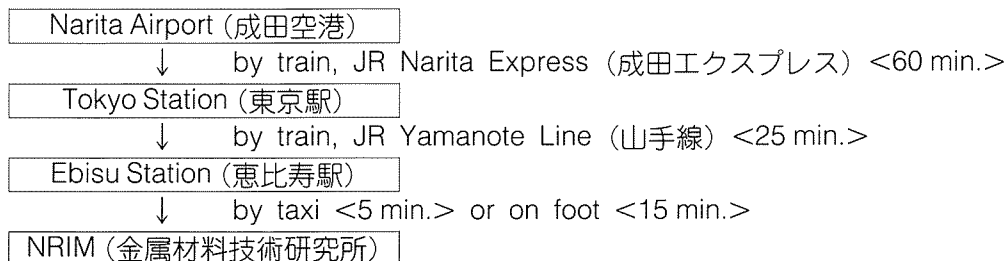 Narita Airport (成田空港)
↓ by train, JR Narita Express (成田エクスプレス) <60 min.>
Tokyo Station (東京駅)
↓ by train, JR Yamanote Line (山手線) <25 min.>
Ebisu Station (恵比寿駅)
↓ by taxi <5 min.> or on foot <15 min.>
NRIM (金属材料技術研究所)